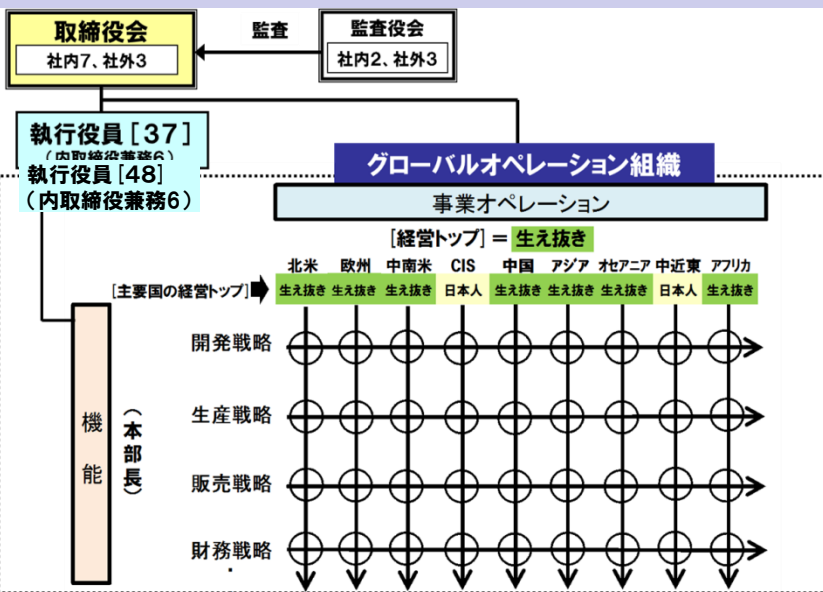 取締役会
社内7、社外3
監査
監査役会
社内2、社外3
執行役員[37]
(内取締役兼務6)
執行役員[48]
(内取締役兼務6)
グローバルオペレーション組織
事業オペレーション
[経営トップ] = 生え抜き
北米 欧州 中南米 CIS 中国 アジア オセアニア 中近東 アフリカ
[主要国の経営トップ] 生え抜き 生え抜き 生え抜き 日本人 生え抜き 生え抜き 生え抜き 日本人 生え抜き
機能
(本部長)
開発戦略
生産戦略
販売戦略
財務戦略